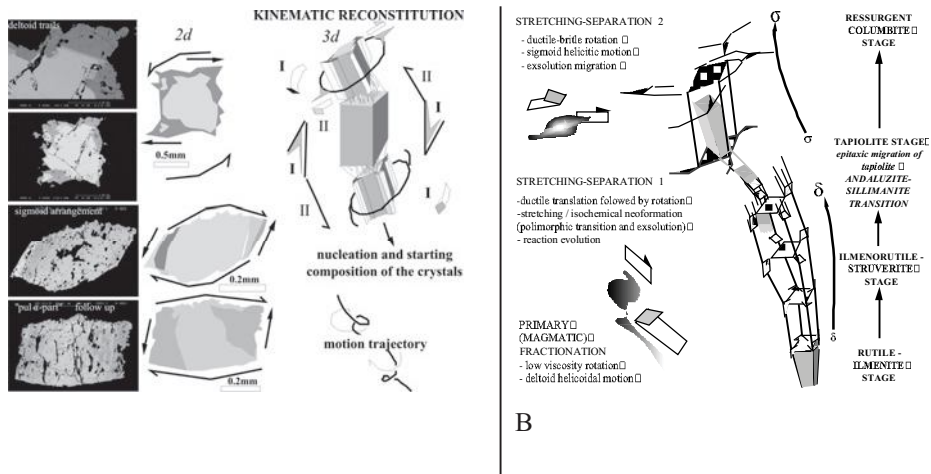 KINEMATIC RECONSTITUTION
deltoid trails
2d
3d
I
II
I
II
I
II
I
0.5mm
sigmoid arrangement
0.2mm
nucleation and starting
composition of the crystals
"pul-a-part" follow up
0.2mm
motion trajectory
STRETCHING-SEPARATION 2
- ductile-britle rotation □
- sigmoid helicitic motion□
- exsolution migration □
STRETCHING-SEPARATION 1
-ductile translation folowed by rotation□
-stretching / isochemical neoformation
(polimorphic transition and exsolution)□
- reaction evolution
PRIMARY□
(MAGMATIC)□
FRACTIONATION
- low viscosity rotation□
- deltoid helicoidal motion□
σ
σ
δ
δ
RESSURGENT
COLUMBITE□
STAGE
TAPIOLITE STAGE□
epitaxic migration of
tapiolite □
ANDALUZITE-
SILLIMANITE
TRANSITION
ILMENORUTILE -
STRUVERITE□
STAGE
RUTILE -
ILMENITE□
STAGE
B